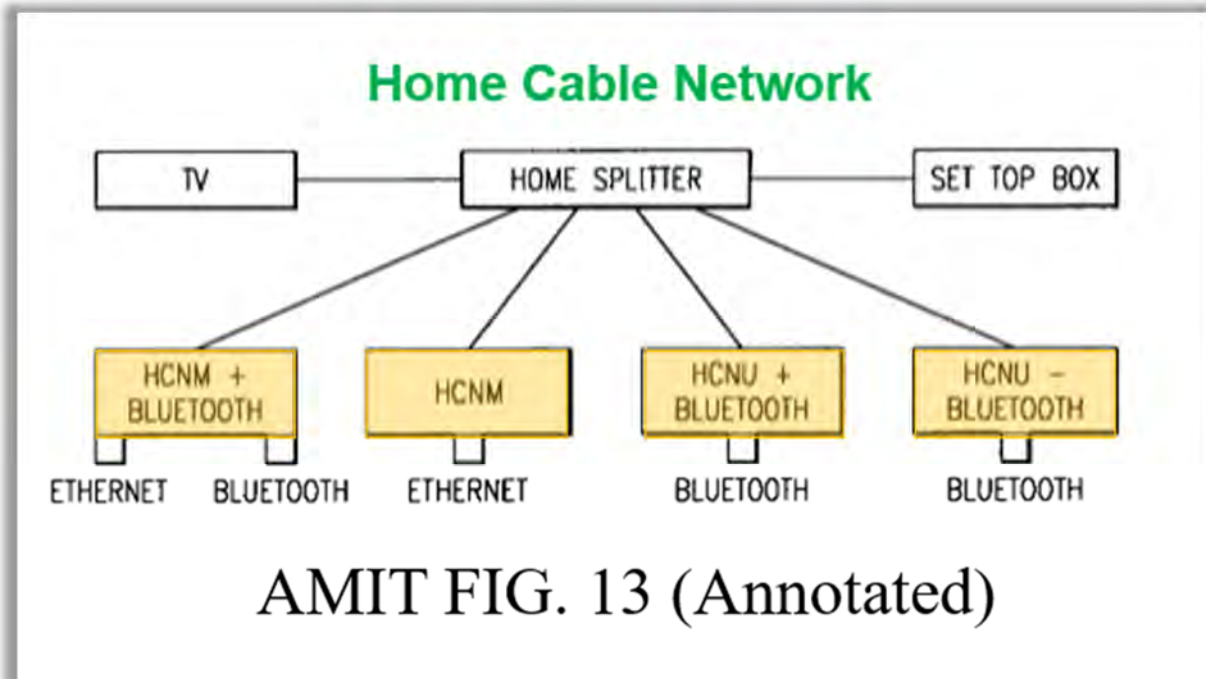 Home Cable Network
TV
HOME SPLITTER
SET TOP BOX
HCNM +
BLUETOOTH
HCNM
HCNU +
BLUETOOTH
HCNU –
BLUETOOTH
ETHERNET
BLUETOOTH
ETHERNET
BLUETOOTH
BLUETOOTH
AMIT FIG. 13 (Annotated)